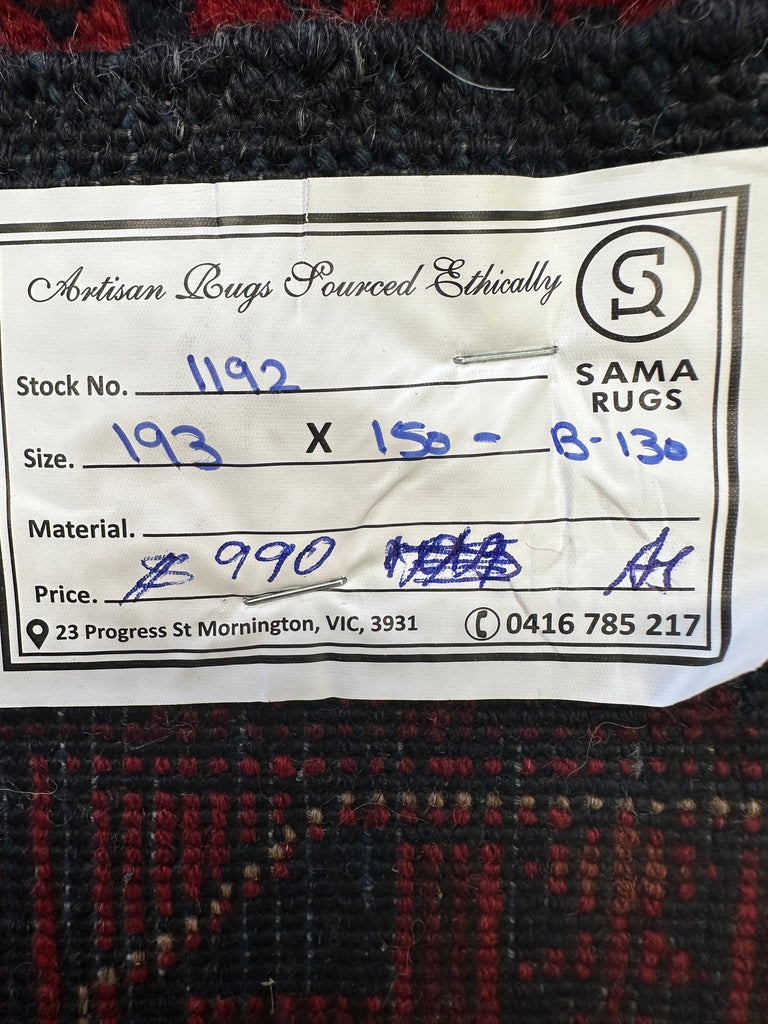 Artisan Rugs Sourced Ethically
SR
SAMA
RUGS
Stock No. 1192
Size. 193 X 150 - B-130
Material.
Price. $ 990
23 Progress St Mornington, VIC, 3931
0416 785 217